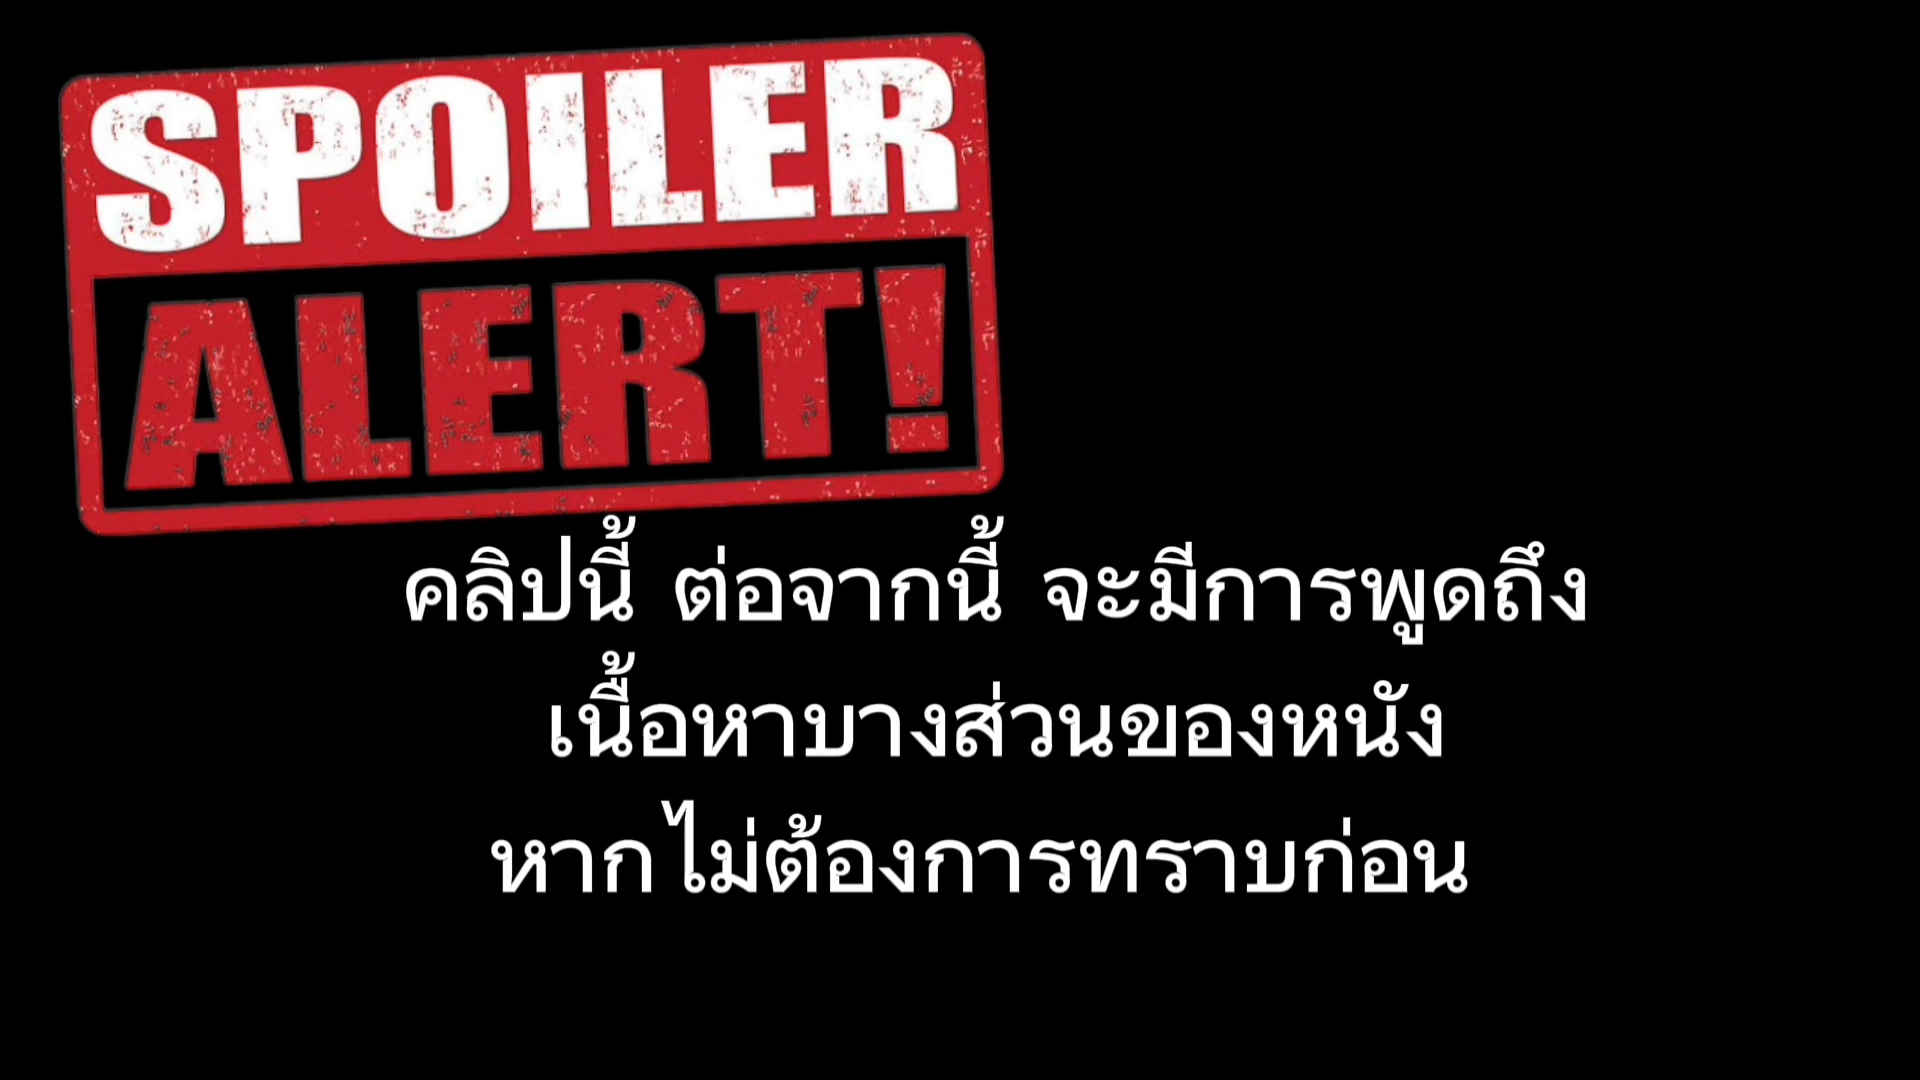 SPOILER
ALERT!
คลิปนี้ ต่อจากนี้ จะมีการพูดถึง
เนื้อหาบางส่วนของหนัง
หากไม่ต้องการทราบก่อน